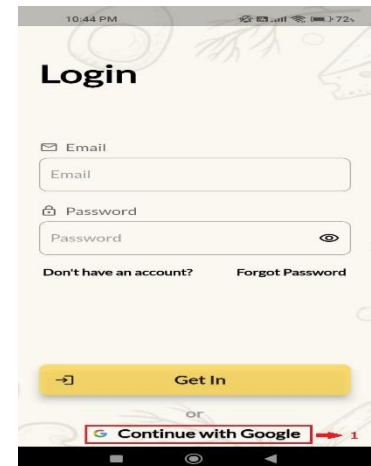 10:44 PM 72%
Login
Email
Email
Password
Password
Don't have an account? Forgot Password
Get In
or
Continue with Google 1